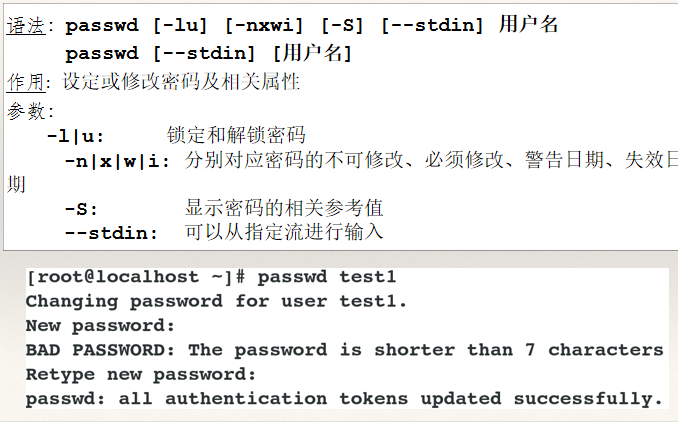 语法: passwd [-lu] [-nxwi] [-S] [--stdin] 用户名
passwd [--stdin] [用户名]
作用: 设定或修改密码及相关属性
参数:
-l|u: 锁定和解锁密码
-n|x|w|i: 分别对应密码的不可修改、必须修改、警告日期、失效日
期
-S: 显示密码的相关参考值
--stdin: 可以从指定流进行输入
[root@localhost ~]# passwd test1
Changing password for user test1.
New password:
BAD PASSWORD: The password is shorter than 7 characters
Retype new password:
passwd: all authentication tokens updated successfully.